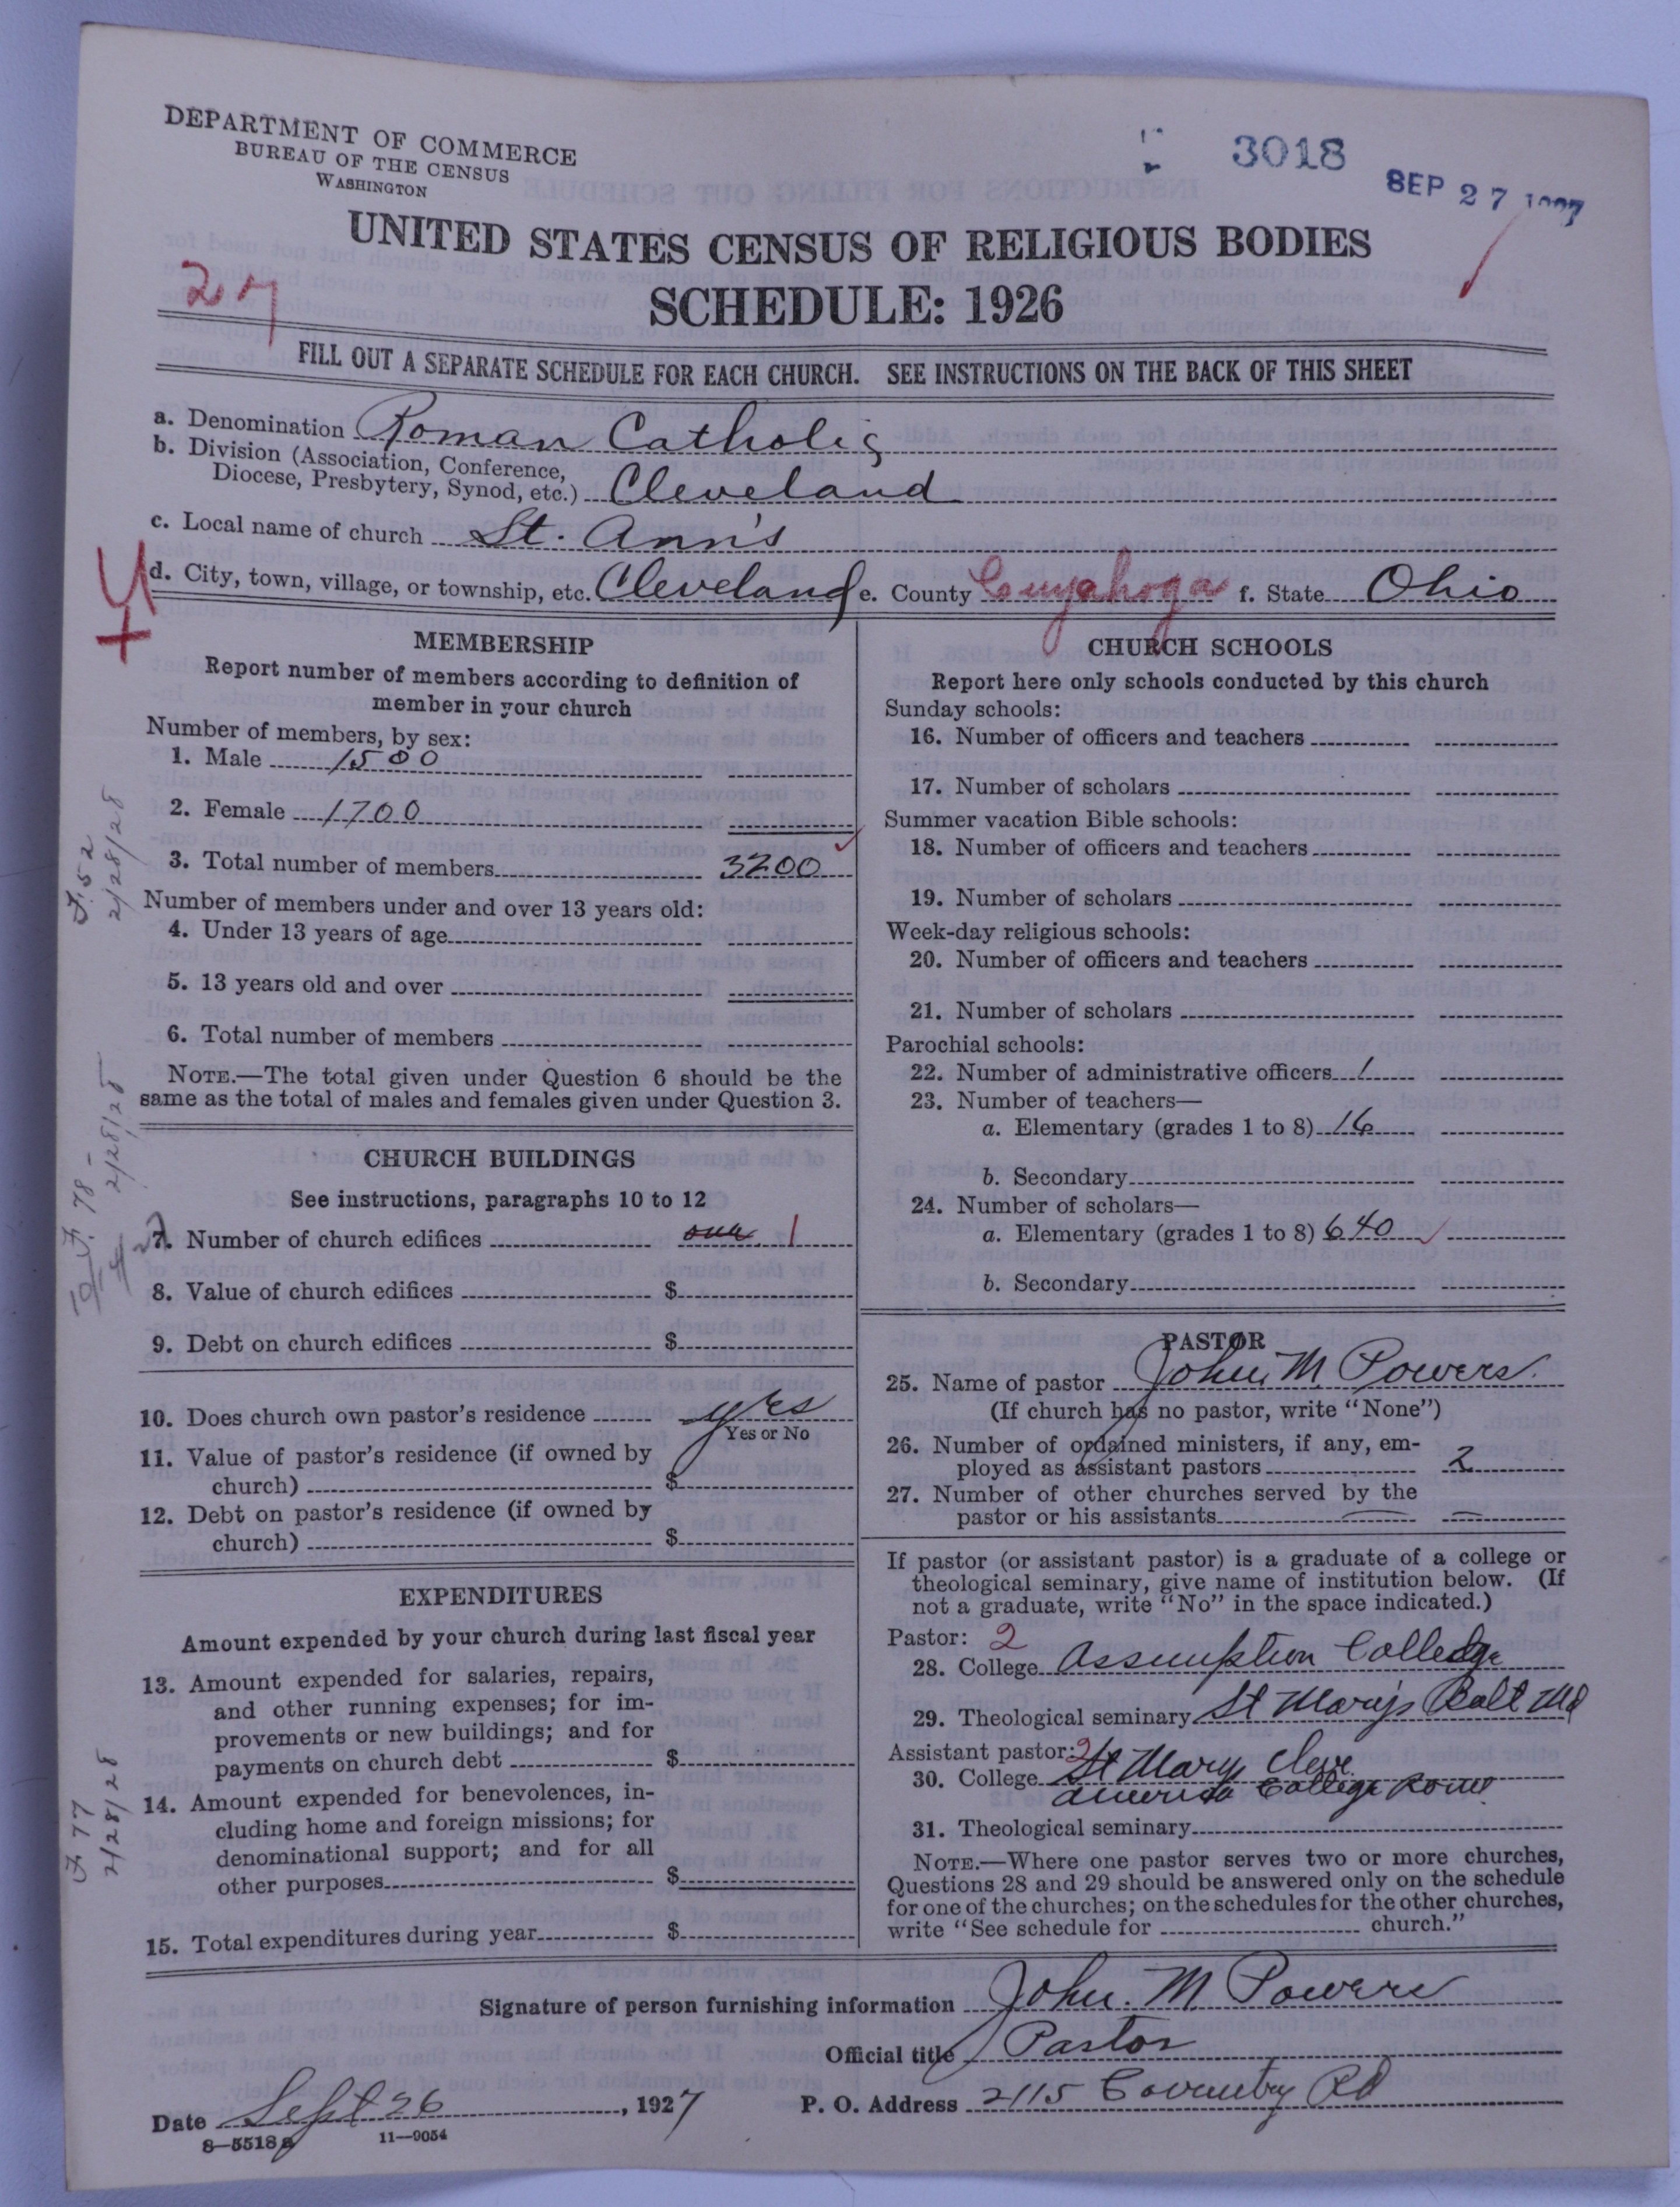 DEPARTMENT OF COMMERCE
BUREAU OF THE CENSUS
WASHINGTON
3018
SEP 27 1927
UNITED STATES CENSUS OF RELIGIOUS BODIES
SCHEDULE: 1926
FILL OUT A SEPARATE SCHEDULE FOR EACH CHURCH. SEE INSTRUCTIONS ON THE BACK OF THIS SHEET
a. Denomination Roman Catholic
b. Division (Association, Conference,
Diocese, Presbytery, Synod, etc.) Cleveland
c. Local name of church St. Ann's
d. City, town, village, or township, etc. Cleveland e. County Cuyahoga f. State Ohio
MEMBERSHIP
Report number of members according to definition of
member in your church
Number of members, by sex:
1. Male 1500
2. Female 1700
3. Total number of members 3200
Number of members under and over 13 years old:
4. Under 13 years of age
5. 13 years old and over
6. Total number of members
NOTE.—The total given under Question 6 should be the
same as the total of males and females given under Question 3.
CHURCH BUILDINGS
See instructions, paragraphs 10 to 12
7. Number of church edifices one 1
8. Value of church edifices $
9. Debt on church edifices $
10. Does church own pastor's residence yes
Yes or No
11. Value of pastor's residence (if owned by
church) $
12. Debt on pastor's residence (if owned by
church) $
EXPENDITURES
Amount expended by your church during last fiscal year
13. Amount expended for salaries, repairs,
and other running expenses; for im-
provements or new buildings; and for
payments on church debt $
14. Amount expended for benevolences, in-
cluding home and foreign missions; for
denominational support; and for all
other purposes $
15. Total expenditures during year $
CHURCH SCHOOLS
Report here only schools conducted by this church
Sunday schools:
16. Number of officers and teachers
17. Number of scholars
Summer vacation Bible schools:
18. Number of officers and teachers
19. Number of scholars
Week-day religious schools:
20. Number of officers and teachers
21. Number of scholars
Parochial schools:
22. Number of administrative officers 1
23. Number of teachers—
a. Elementary (grades 1 to 8) 16
b. Secondary
24. Number of scholars—
a. Elementary (grades 1 to 8) 640
b. Secondary
PASTOR
25. Name of pastor John M Powers
(If church has no pastor, write "None")
26. Number of ordained ministers, if any, em-
ployed as assistant pastors 2
27. Number of other churches served by the
pastor or his assistants
If pastor (or assistant pastor) is a graduate of a college or
theological seminary, give name of institution below. (If
not a graduate, write "No" in the space indicated.)
Pastor: 2
28. College Assumption Colledge
29. Theological seminary St Mary's Balt Md
Assistant pastor: 2
30. College St Mary Cleve
America College Rome
31. Theological seminary
NOTE.—Where one pastor serves two or more churches,
Questions 28 and 29 should be answered only on the schedule
for one of the churches; on the schedules for the other churches,
write "See schedule for church."
Signature of person furnishing information John. M. Powers
Official title Pastor
Date Sept 26, 1927 P. O. Address 2115 Coventry Rd
8—5518a 11—9054
F. 52
2/28/28
F. 78
2/28/28
F 77
2/28/28